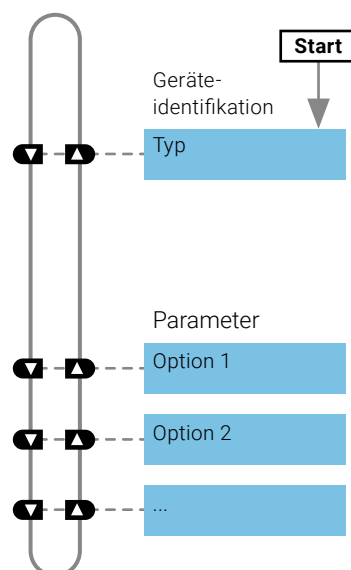 Start
Geräte-
identifikation
Typ
Parameter
Option 1
Option 2
...